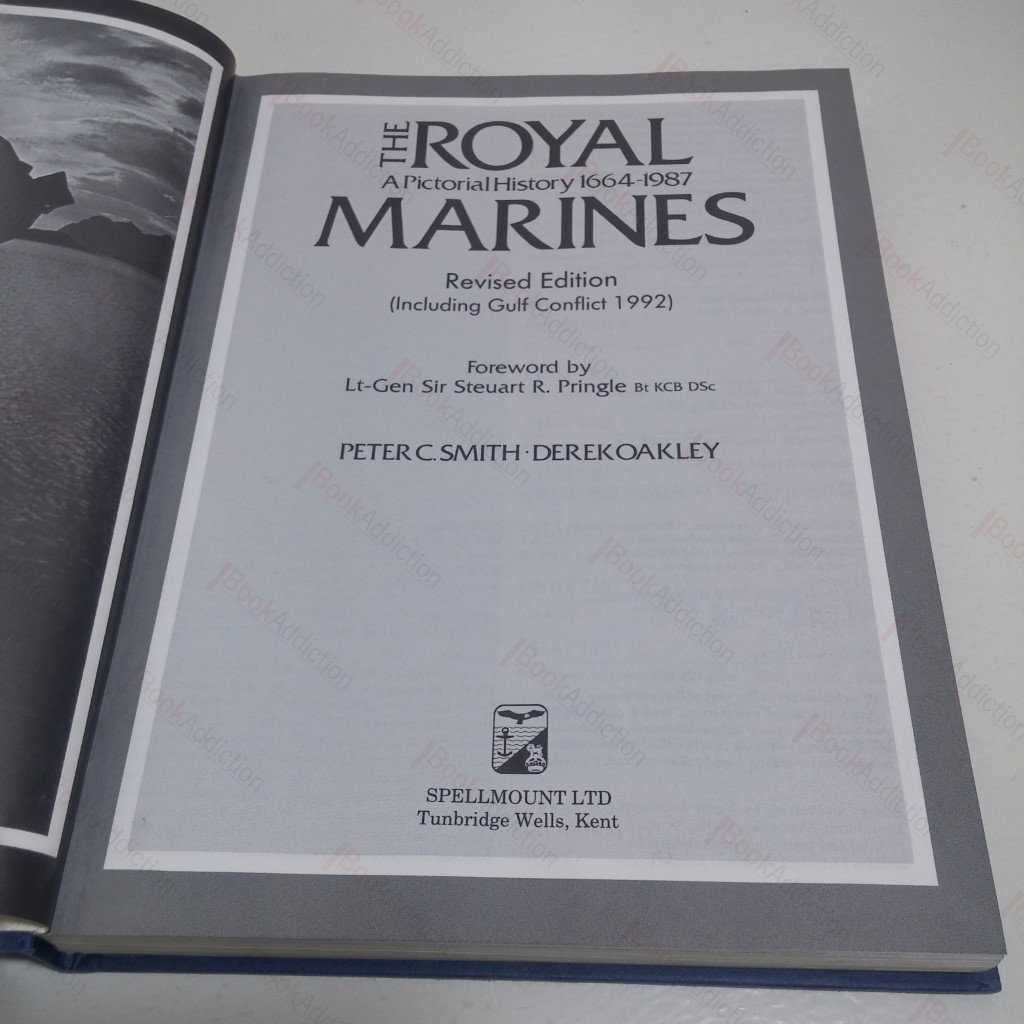 THE ROYAL
A Pictorial History 1664-1987
MARINES
Revised Edition
(Including Gulf Conflict 1992)
Foreword by
Lt-Gen Sir Steuart R. Pringle Bt KCB DSc
PETER C. SMITH · DEREK OAKLEY
SPELLMOUNT LTD
Tunbridge Wells, Kent
BookAddiction